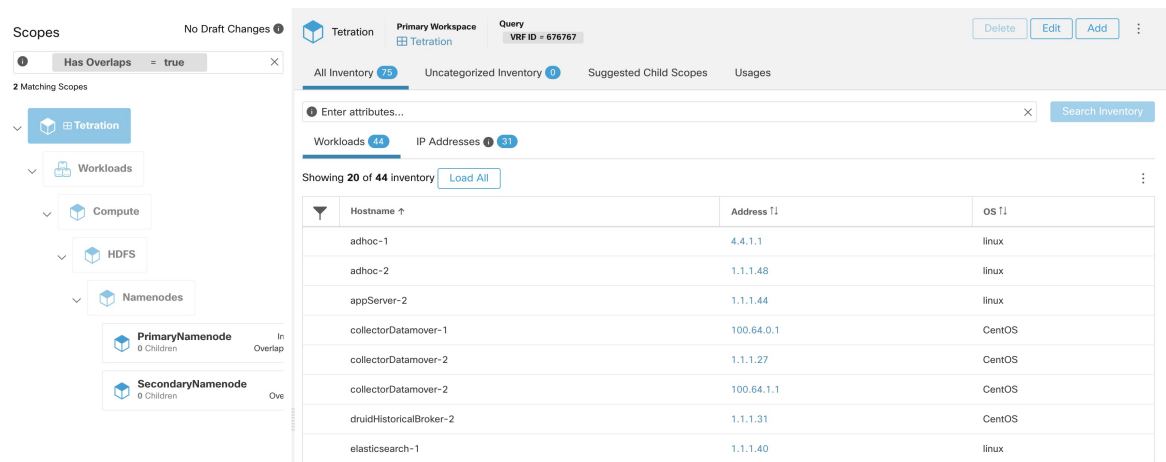 Scopes
No Draft Changes
Has Overlaps = true
2 Matching Scopes
Tetration
Workloads
Compute
HDFS
Namenodes
PrimaryNamenode In
0 Children Overlap
SecondaryNamenode
0 Children Ove
Tetration
Primary Workspace
Tetration
Query
VRF ID = 676767
Delete Edit Add
All Inventory 75 Uncategorized Inventory 0 Suggested Child Scopes Usages
Enter attributes... Search Inventory
Workloads 44 IP Addresses 31
Showing 20 of 44 inventory Load All
Hostname ↑ Address ↑↓ OS ↑↓
adhoc-1 4.4.1.1 linux
adhoc-2 1.1.1.48 linux
appServer-2 1.1.1.44 linux
collectorDatamover-1 100.64.0.1 CentOS
collectorDatamover-2 1.1.1.27 CentOS
collectorDatamover-2 100.64.1.1 CentOS
druidHistoricalBroker-2 1.1.1.31 CentOS
elasticsearch-1 1.1.1.40 linux